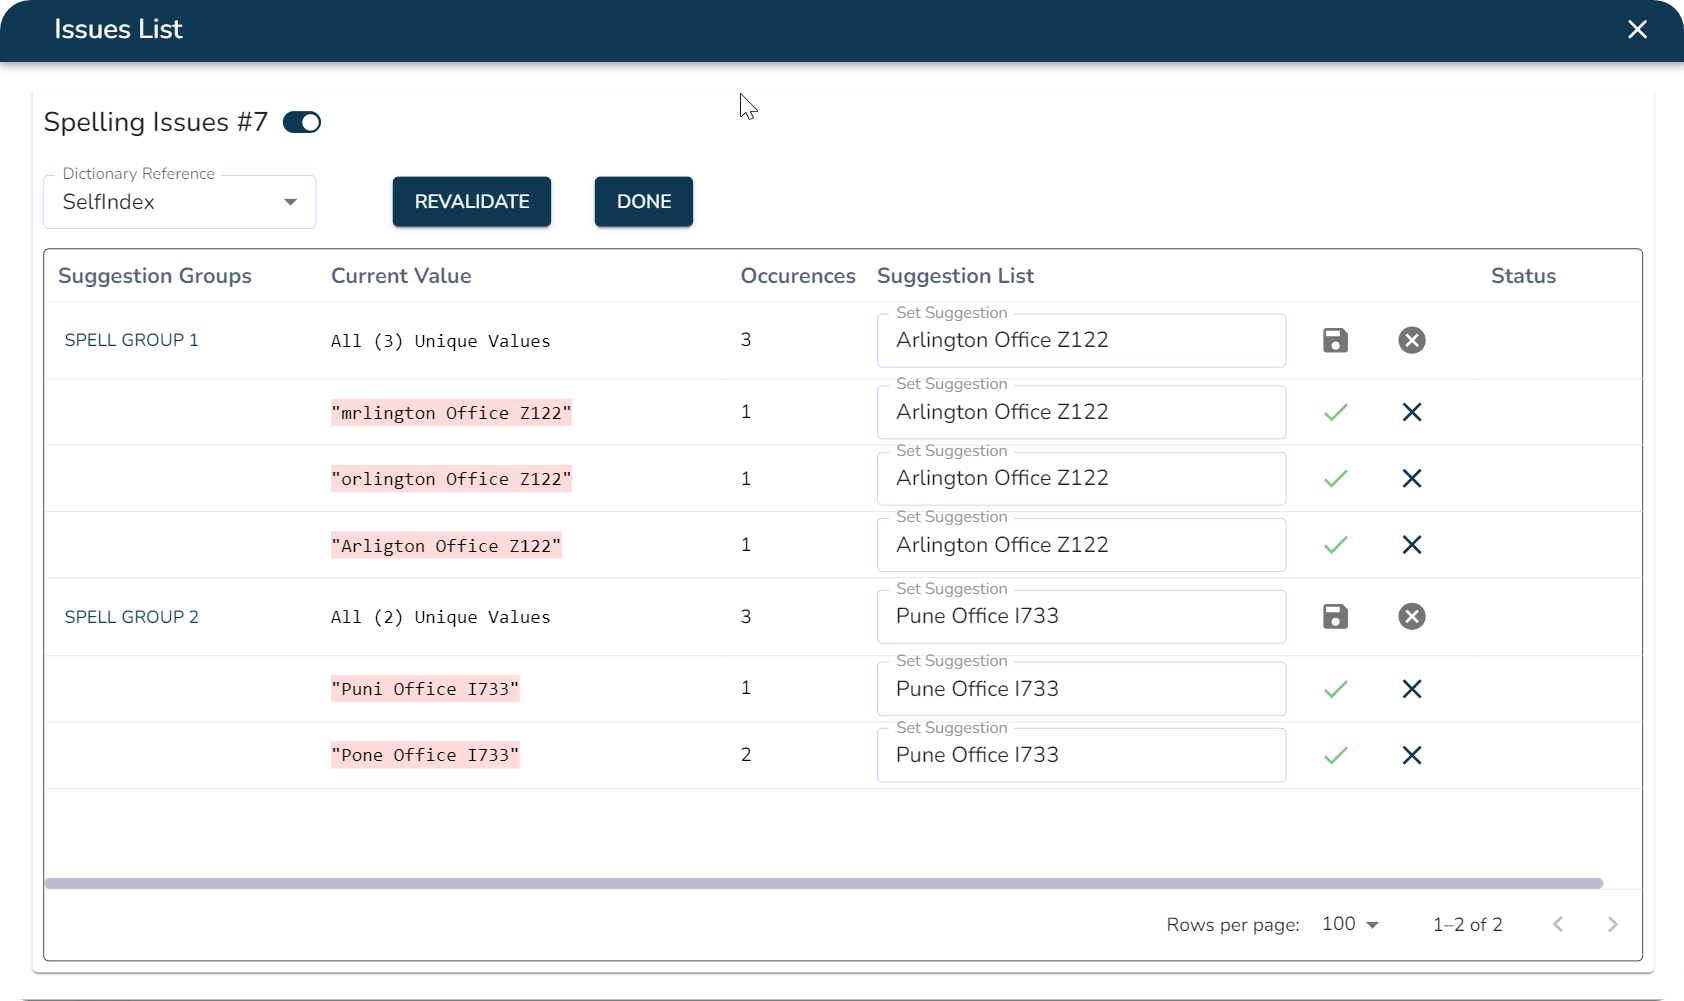 Issues List
Spelling Issues #7
Dictionary Reference
SelfIndex
REVALIDATE
DONE
Suggestion Groups Current Value Occurences Suggestion List Status
Set Suggestion
SPELL GROUP 1 All (3) Unique Values 3 Arlington Office Z122
Set Suggestion
"mrlington Office Z122" 1 Arlington Office Z122
Set Suggestion
"orlington Office Z122" 1 Arlington Office Z122
Set Suggestion
"Arligton Office Z122" 1 Arlington Office Z122
Set Suggestion
SPELL GROUP 2 All (2) Unique Values 3 Pune Office I733
Set Suggestion
"Puni Office I733" 1 Pune Office I733
Set Suggestion
"Pone Office I733" 2 Pune Office I733
Rows per page: 100 1–2 of 2